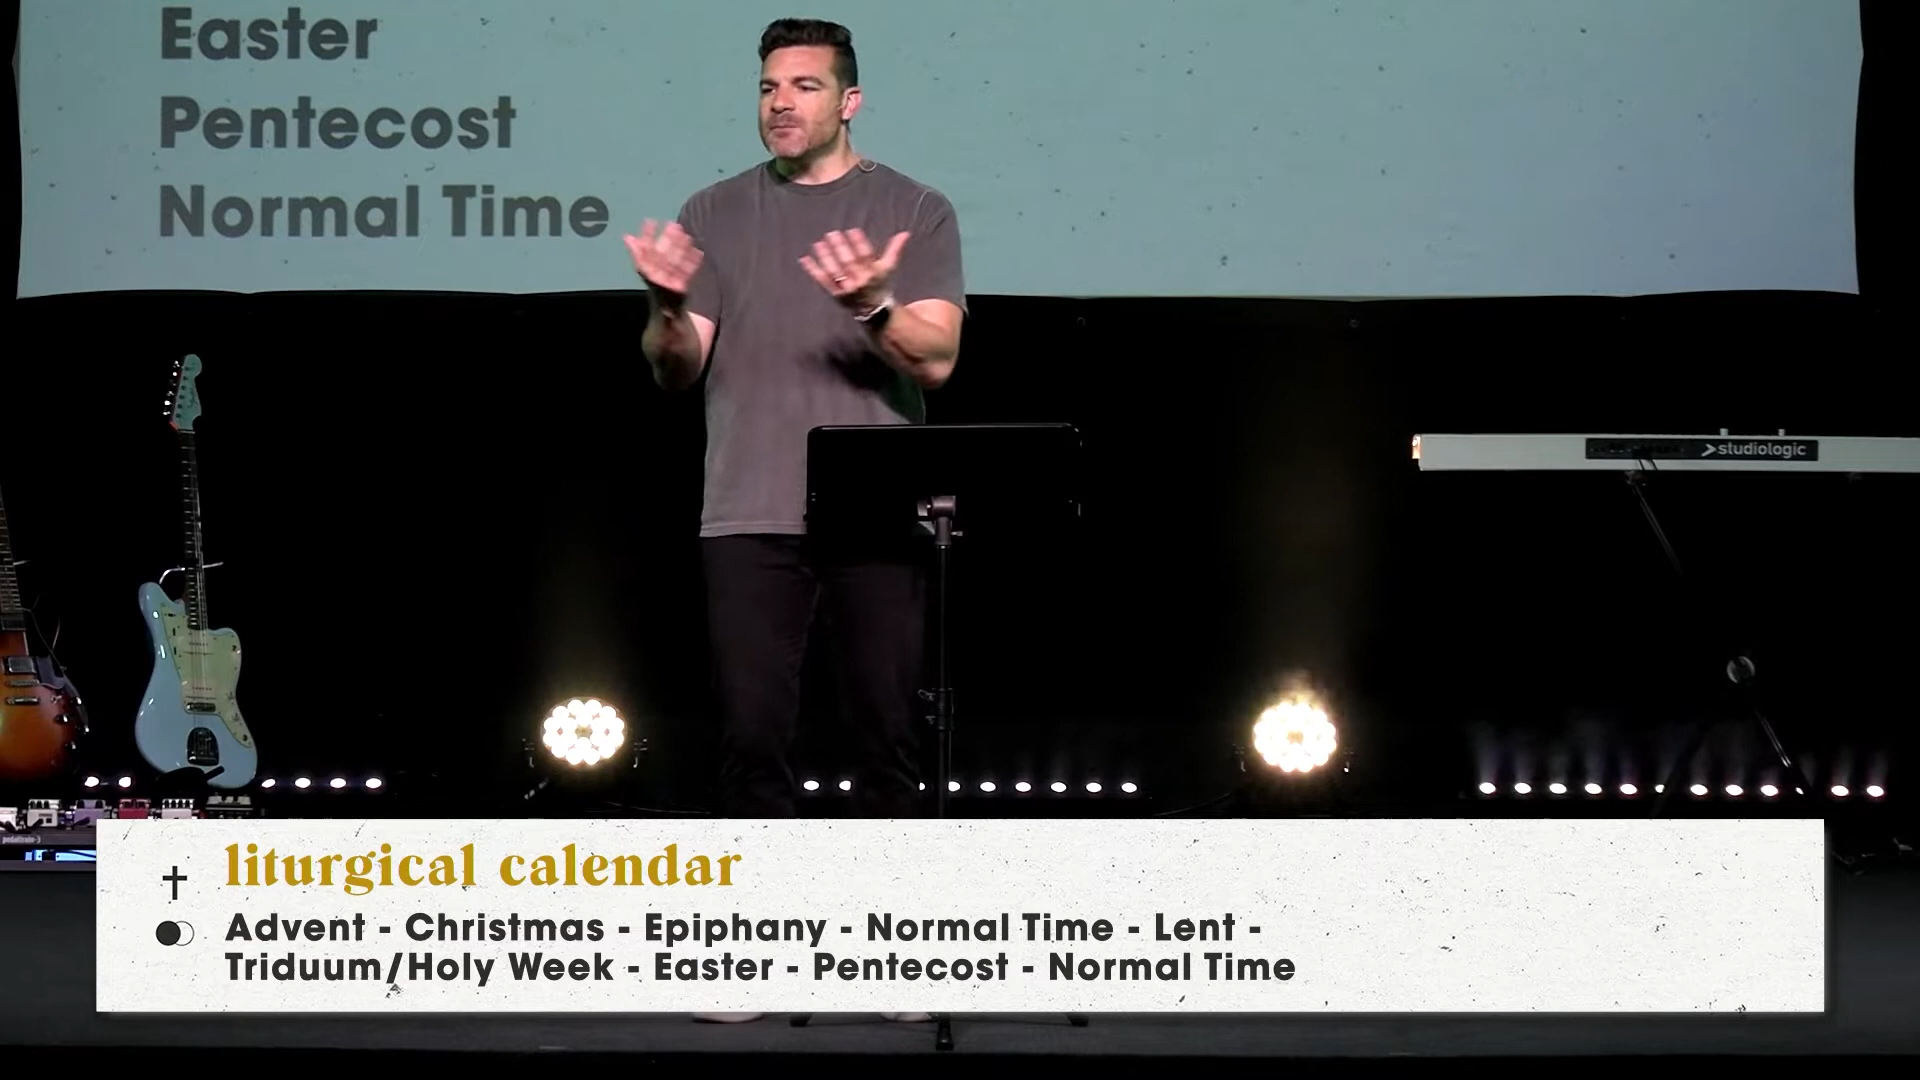 Easter
Pentecost
Normal Time
studiologic
liturgical calendar
Advent - Christmas - Epiphany - Normal Time - Lent -
Triduum/Holy Week - Easter - Pentecost - Normal Time